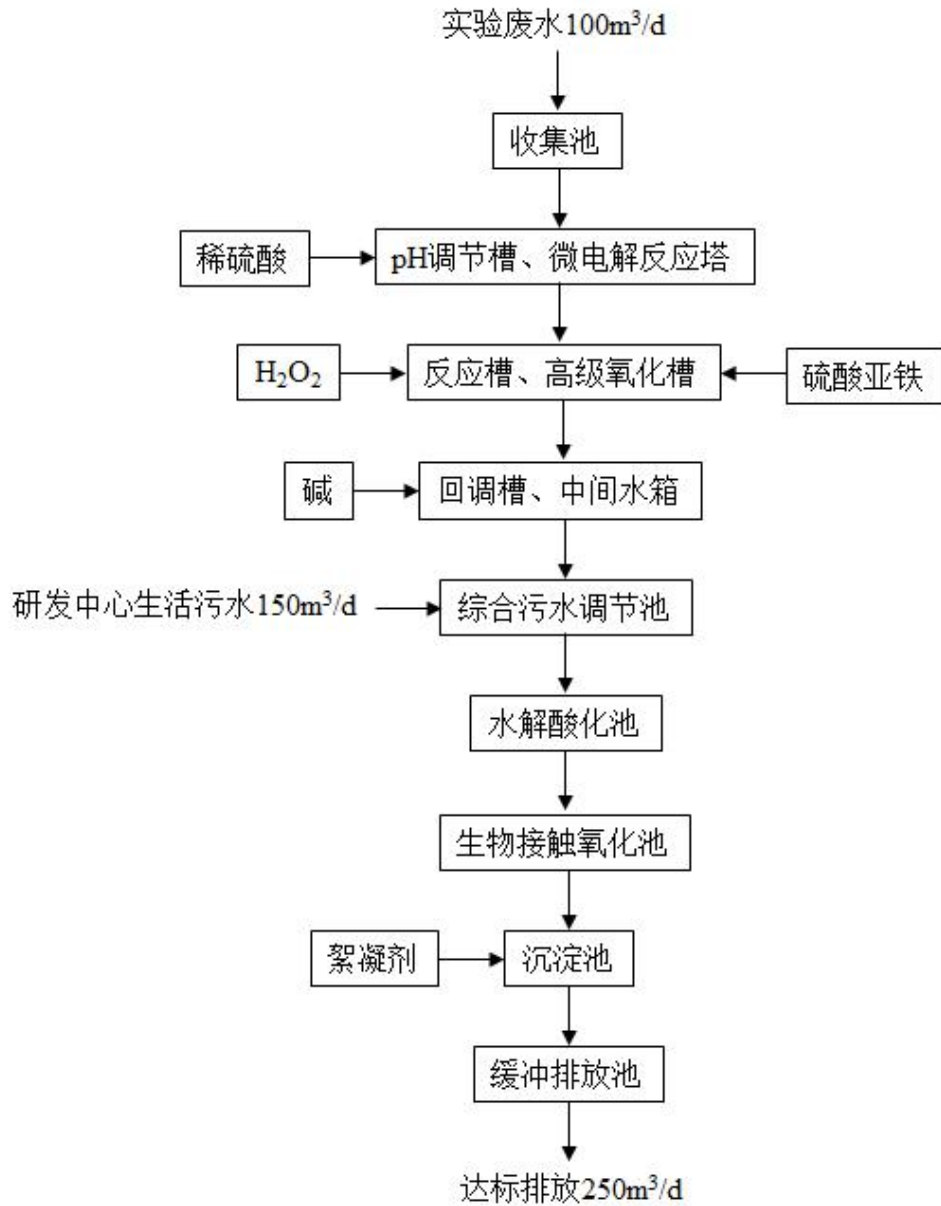 实验废水100m³/d
收集池
稀硫酸
pH调节槽、微电解反应塔
H₂O₂
反应槽、高级氧化槽
硫酸亚铁
碱
回调槽、中间水箱
研发中心生活污水150m³/d
综合污水调节池
水解酸化池
生物接触氧化池
絮凝剂
沉淀池
缓冲排放池
达标排放250m³/d